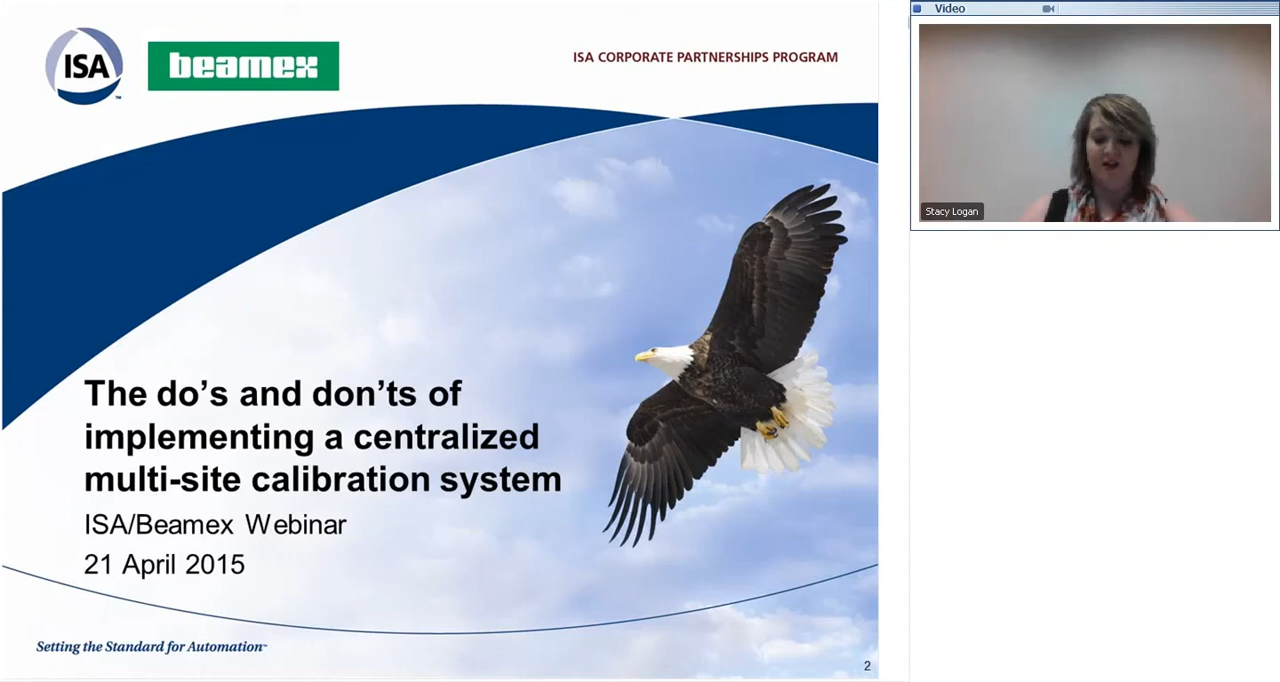 ISA
beamex
ISA CORPORATE PARTNERSHIPS PROGRAM
The do’s and don’ts of
implementing a centralized
multi-site calibration system
ISA/Beamex Webinar
21 April 2015
Setting the Standard for Automation™
2
Video
Stacy Logan